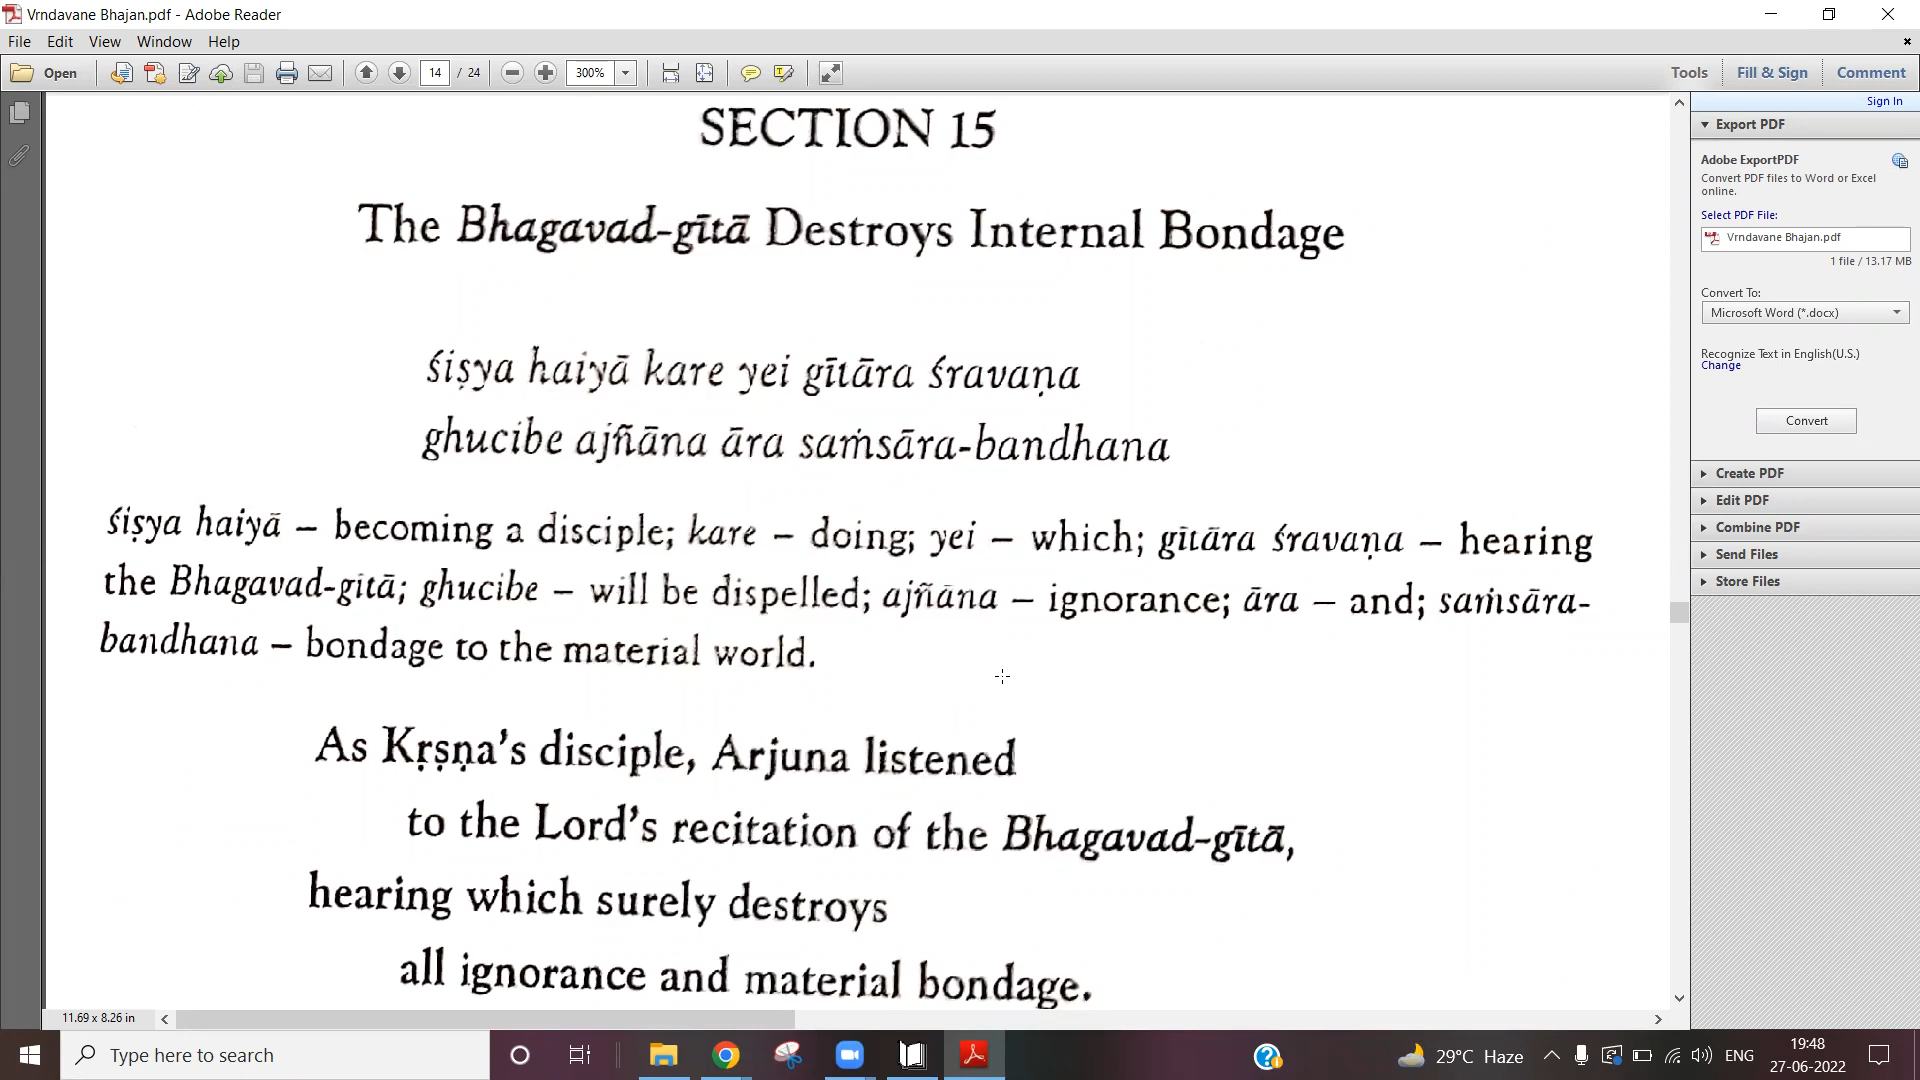 Vrndavane Bhajan.pdf - Adobe Reader
File Edit View Window Help
Open 14 / 24 300% Tools Fill & Sign Comment
Sign In
SECTION 15
The Bhagavad-gītā Destroys Internal Bondage
śiṣya haiyā kare yei gītāra śravaṇa
ghucibe ajñāna āra saṁsāra-bandhana
śiṣya haiyā – becoming a disciple; kare – doing; yei – which; gītāra śravaṇa – hearing
the Bhagavad-gītā; ghucibe – will be dispelled; ajñāna – ignorance; āra – and; saṁsāra-
bandhana – bondage to the material world.
As Kṛṣṇa's disciple, Arjuna listened
to the Lord's recitation of the Bhagavad-gītā,
hearing which surely destroys
all ignorance and material bondage.
Export PDF
Adobe ExportPDF
Convert PDF files to Word or Excel
online.
Select PDF File:
Vrndavane Bhajan.pdf
1 file / 13.17 MB
Convert To:
Microsoft Word (*.docx)
Recognize Text in English(U.S.)
Change
Convert
Create PDF
Edit PDF
Combine PDF
Send Files
Store Files
11.69 x 8.26 in
Type here to search
29°C Haze
ENG
19:48
27-06-2022